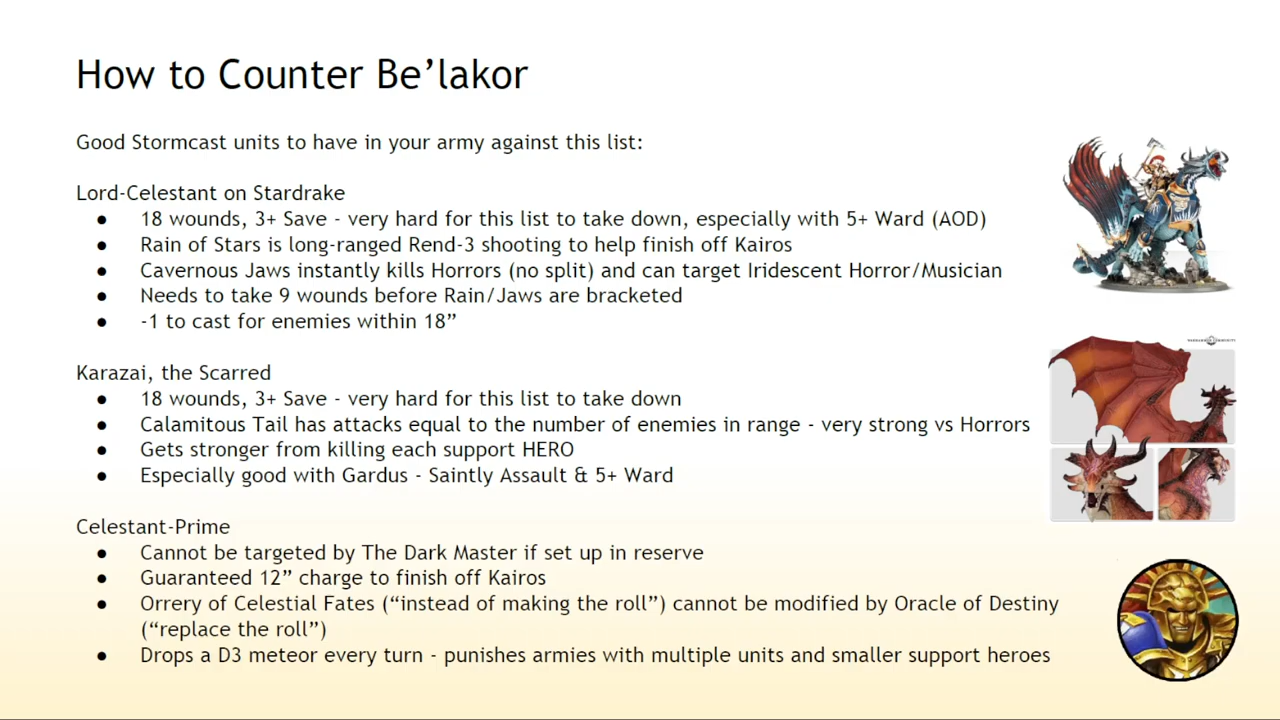 How to Counter Be’lakor
Good Stormcast units to have in your army against this list:
Lord-Celestant on Stardrake
● 18 wounds, 3+ Save - very hard for this list to take down, especially with 5+ Ward (AOD)
● Rain of Stars is long-ranged Rend-3 shooting to help finish off Kairos
● Cavernous Jaws instantly kills Horrors (no split) and can target Iridescent Horror/Musician
● Needs to take 9 wounds before Rain/Jaws are bracketed
● -1 to cast for enemies within 18”
Karazai, the Scarred
● 18 wounds, 3+ Save - very hard for this list to take down
● Calamitous Tail has attacks equal to the number of enemies in range - very strong vs Horrors
● Gets stronger from killing each support HERO
● Especially good with Gardus - Saintly Assault & 5+ Ward
Celestant-Prime
● Cannot be targeted by The Dark Master if set up in reserve
● Guaranteed 12” charge to finish off Kairos
● Orrery of Celestial Fates (“instead of making the roll”) cannot be modified by Oracle of Destiny
(“replace the roll”)
● Drops a D3 meteor every turn - punishes armies with multiple units and smaller support heroes